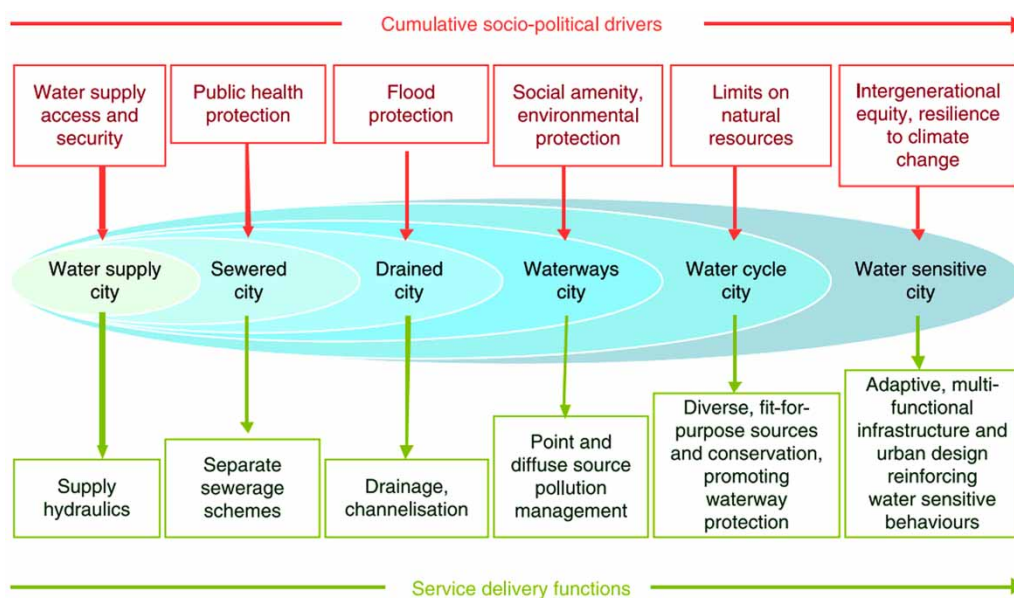 Cumulative socio-political drivers
Water supply
access and
security
Public health
protection
Flood
protection
Social amenity,
environmental
protection
Limits on
natural
resources
Intergenerational
equity, resilience
to climate
change
Water supply
city
Sewered
city
Drained
city
Waterways
city
Water cycle
city
Water sensitive
city
Supply
hydraulics
Separate
sewerage
schemes
Drainage,
channelisation
Point and
diffuse source
pollution
management
Diverse, fit-for-
purpose sources
and conservation,
promoting
waterway
protection
Adaptive, multi-
functional
infrastructure and
urban design
reinforcing
water sensitive
behaviours
Service delivery functions